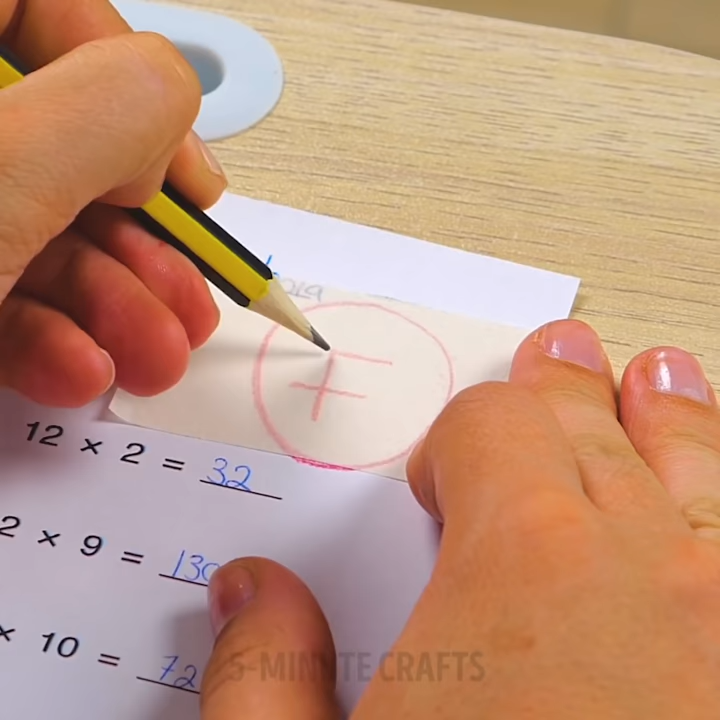 F
12 × 2 = 32
2 × 9 = 130
× 10 = 72
5-MINUTE CRAFTS